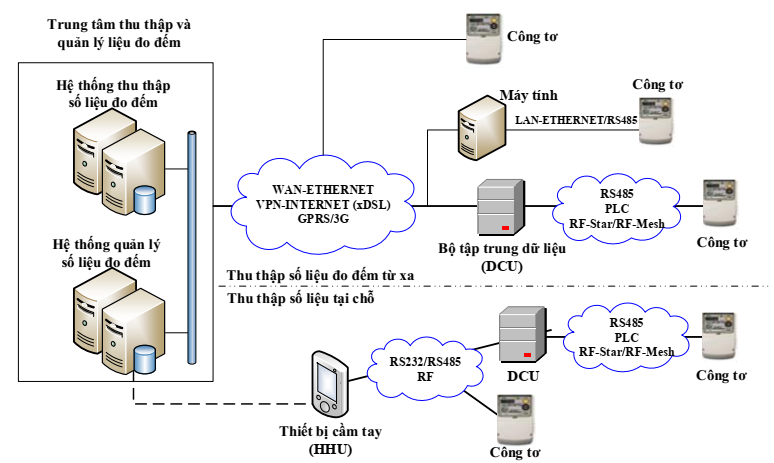 Trung tâm thu thập và
quản lý liệu đo đếm
Hệ thống thu thập
số liệu đo đếm
Hệ thống quản lý
số liệu đo đếm
Công tơ
Máy tính
LAN-ETHERNET/RS485
Công tơ
WAN-ETHERNET
VPN-INTERNET (xDSL)
GPRS/3G
Bộ tập trung dữ liệu
(DCU)
RS485
PLC
RF-Star/RF-Mesh
Công tơ
Thu thập số liệu đo đếm từ xa
Thu thập số liệu tại chỗ
Thiết bị cầm tay
(HHU)
RS232/RS485
RF
DCU
RS485
PLC
RF-Star/RF-Mesh
Công tơ
Công tơ